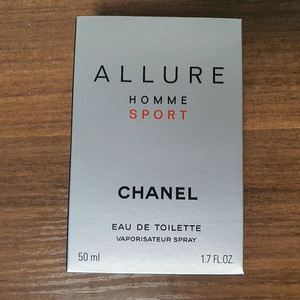 ALLURE
HOMME
SPORT
CHANEL
EAU DE TOILETTE
VAPORISATEUR SPRAY
50 ml 1.7 FL.OZ.